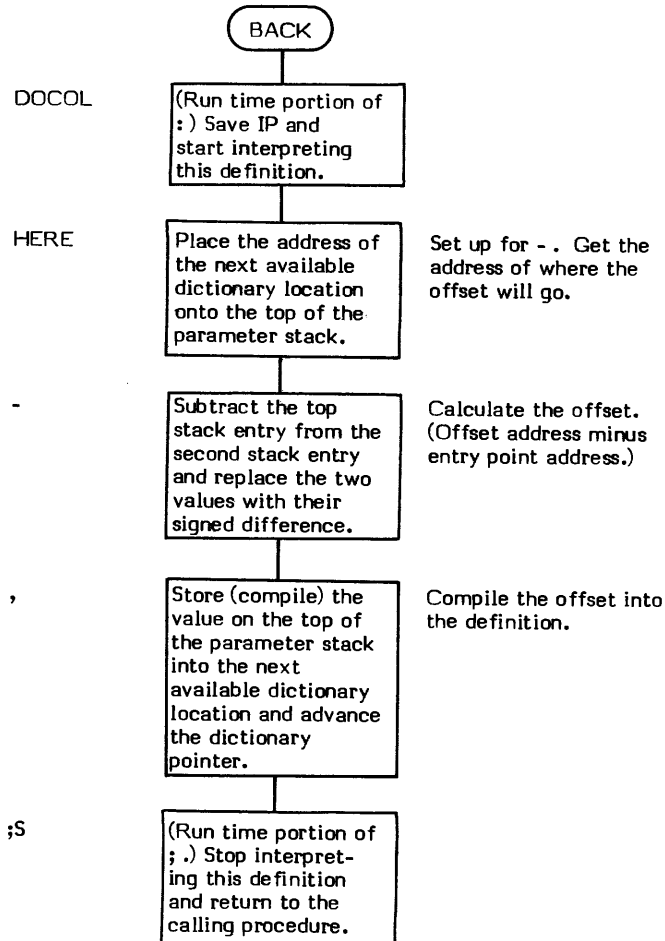 BACK
DOCOL
(Run time portion of
: ) Save IP and
start interpreting
this definition.
HERE
Place the address of
the next available
dictionary location
onto the top of the
parameter stack.
Set up for - . Get the
address of where the
offset will go.
-
Subtract the top
stack entry from the
second stack entry
and replace the two
values with their
signed difference.
Calculate the offset.
(Offset address minus
entry point address.)
,
Store (compile) the
value on the top of
the parameter stack
into the next
available dictionary
location and advance
the dictionary
pointer.
Compile the offset into
the definition.
;S
(Run time portion of
; .) Stop interpret-
ing this definition
and return to the
calling procedure.